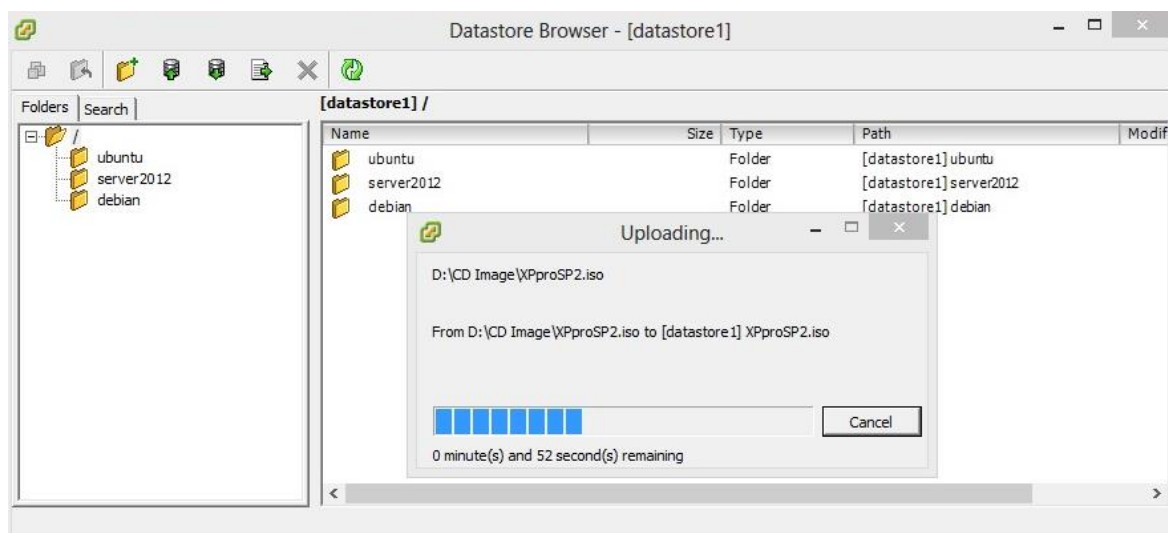 Datastore Browser - [datastore1]
Folders
Search
[datastore1] /
/
ubuntu
server2012
debian
Name Size Type Path Modif
ubuntu Folder [datastore1] ubuntu
server2012 Folder [datastore1] server2012
debian Folder [datastore1] debian
Uploading...
D:\CD Image\XPproSP2.iso
From D:\CD Image\XPproSP2.iso to [datastore1] XPproSP2.iso
Cancel
0 minute(s) and 52 second(s) remaining